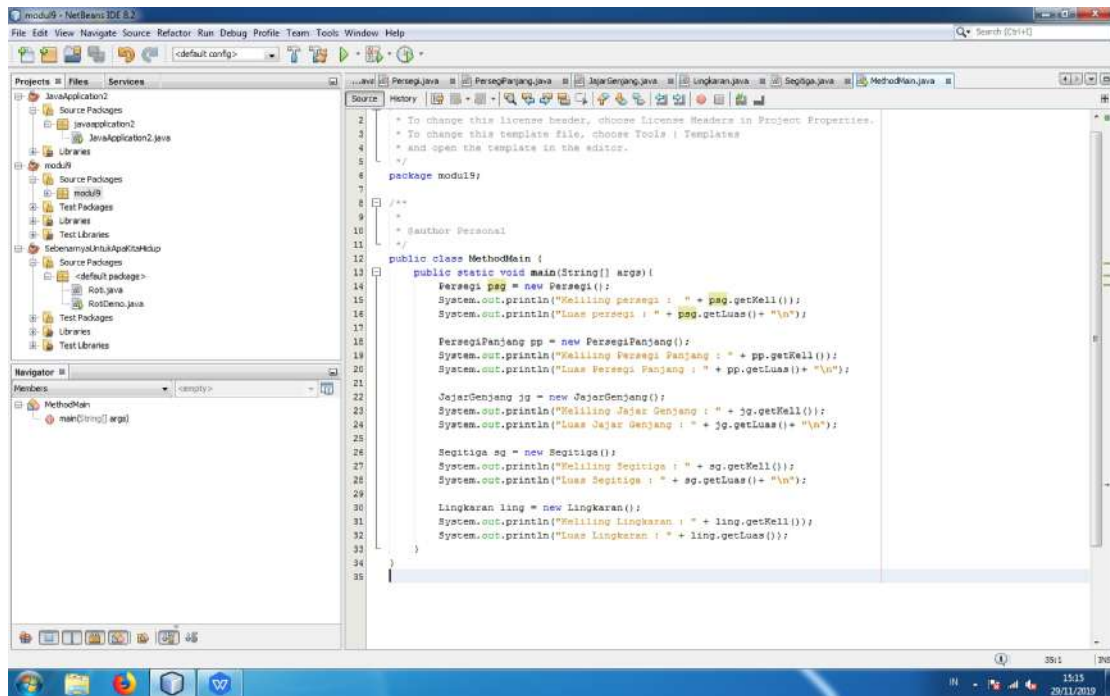 modul9 - NetBeans IDE 8.2
File Edit View Navigate Source Refactor Run Debug Profile Team Tools Window Help
Search (Ctrl+I)
<default config>
Projects Files Services
...ava Persegi.java PersegiPanjang.java JajarGenjang.java Lingkaran.java Segitiga.java MethodMain.java
Source History
JavaApplication2
Source Packages
javaapplication2
JavaApplication2.java
Libraries
modul9
Source Packages
modul9
Test Packages
Libraries
Test Libraries
SebenarnyaUntukApaKitaHidup
Source Packages
<default package>
Roti.java
RotiDemo.java
Test Packages
Libraries
Test Libraries
Navigator
Members <empty>
MethodMain
main(String[] args)
2 * To change this license header, choose License Headers in Project Properties.
3 * To change this template file, choose Tools | Templates
4 * and open the template in the editor.
5 */
6 package modul9;
7
8 /**
9 *
10 * @author Personal
11 */
12 public class MethodMain {
13 public static void main(String[] args){
14 Persegi psg = new Persegi();
15 System.out.println("Keliling persegi : " + psg.getKell());
16 System.out.println("Luas persegi : " + psg.getLuas()+ "\n");
17
18 PersegiPanjang pp = new PersegiPanjang();
19 System.out.println("Keliling Persegi Panjang : " + pp.getKell());
20 System.out.println("Luas Persegi Panjang : " + pp.getLuas()+ "\n");
21
22 JajarGenjang jg = new JajarGenjang();
23 System.out.println("Keliling Jajar Genjang : " + jg.getKell());
24 System.out.println("Luas Jajar Genjang : " + jg.getLuas()+ "\n");
25
26 Segitiga sg = new Segitiga();
27 System.out.println("Keliling Segitiga : " + sg.getKell());
28 System.out.println("Luas Segitiga : " + sg.getLuas()+ "\n");
29
30 Lingkaran ling = new Lingkaran();
31 System.out.println("Keliling Lingkaran : " + ling.getKell());
32 System.out.println("Luas Lingkaran : " + ling.getLuas());
33 }
34 }
35
35:1 INS
IN 15:15
29/11/2019